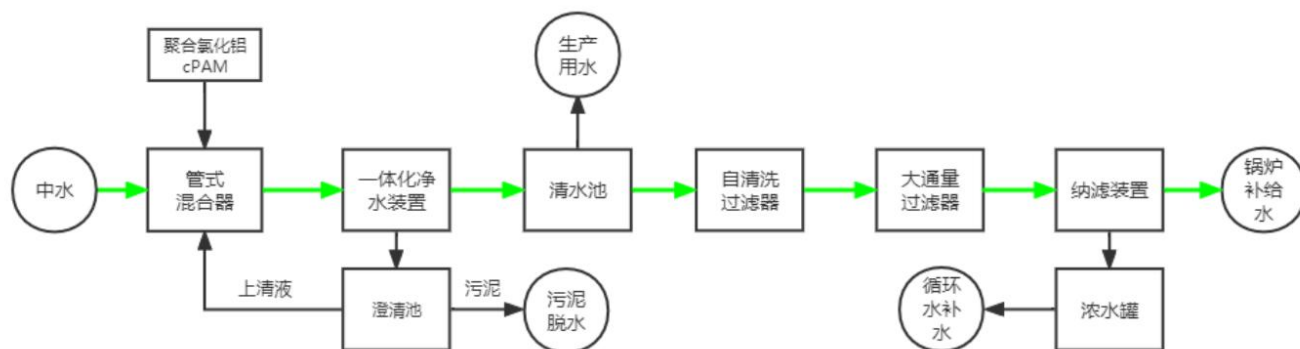 聚合氯化铝
cPAM
生产
用水
中水
管式
混合器
一体化净
水装置
清水池
自清洗
过滤器
大通量
过滤器
纳滤装置
锅炉
补给
水
上清液
澄清池
污泥
污泥
脱水
循环
水补
水
浓水罐